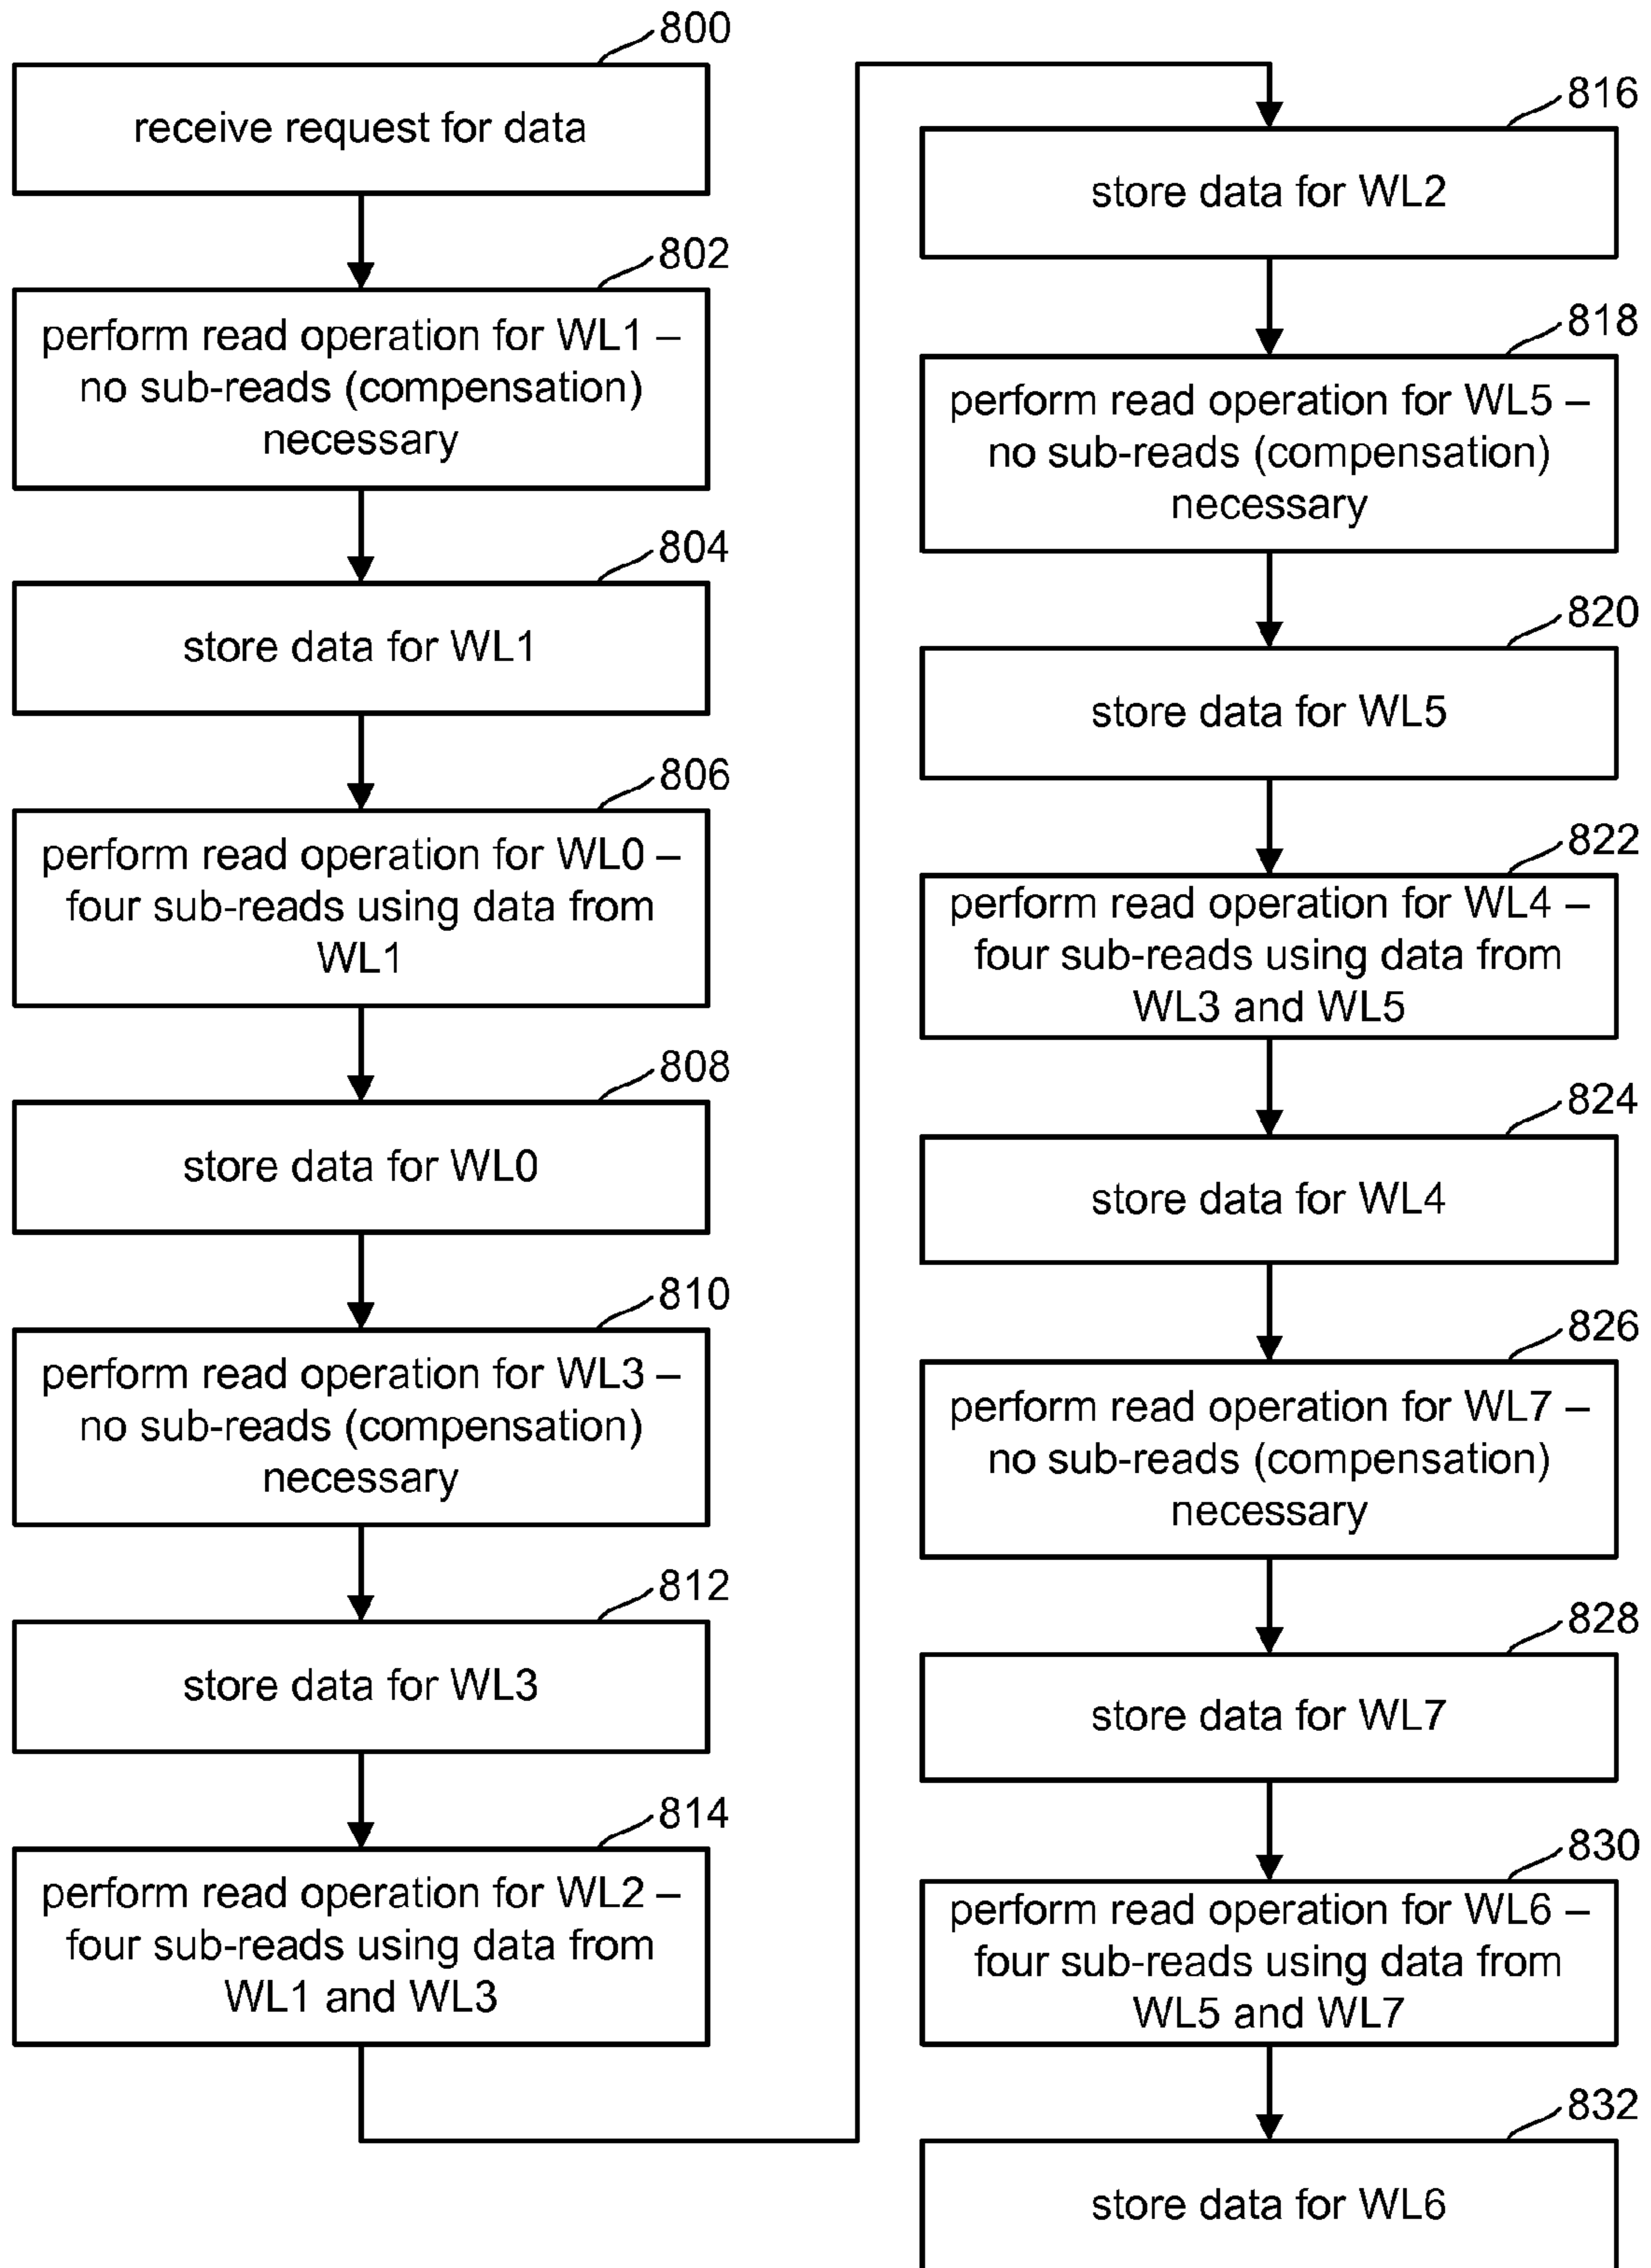 800
receive request for data
802
perform read operation for WL1 –
no sub-reads (compensation)
necessary
804
store data for WL1
806
perform read operation for WL0 –
four sub-reads using data from
WL1
808
store data for WL0
810
perform read operation for WL3 –
no sub-reads (compensation)
necessary
812
store data for WL3
814
perform read operation for WL2 –
four sub-reads using data from
WL1 and WL3
816
store data for WL2
818
perform read operation for WL5 –
no sub-reads (compensation)
necessary
820
store data for WL5
822
perform read operation for WL4 –
four sub-reads using data from
WL3 and WL5
824
store data for WL4
826
perform read operation for WL7 –
no sub-reads (compensation)
necessary
828
store data for WL7
830
perform read operation for WL6 –
four sub-reads using data from
WL5 and WL7
832
store data for WL6